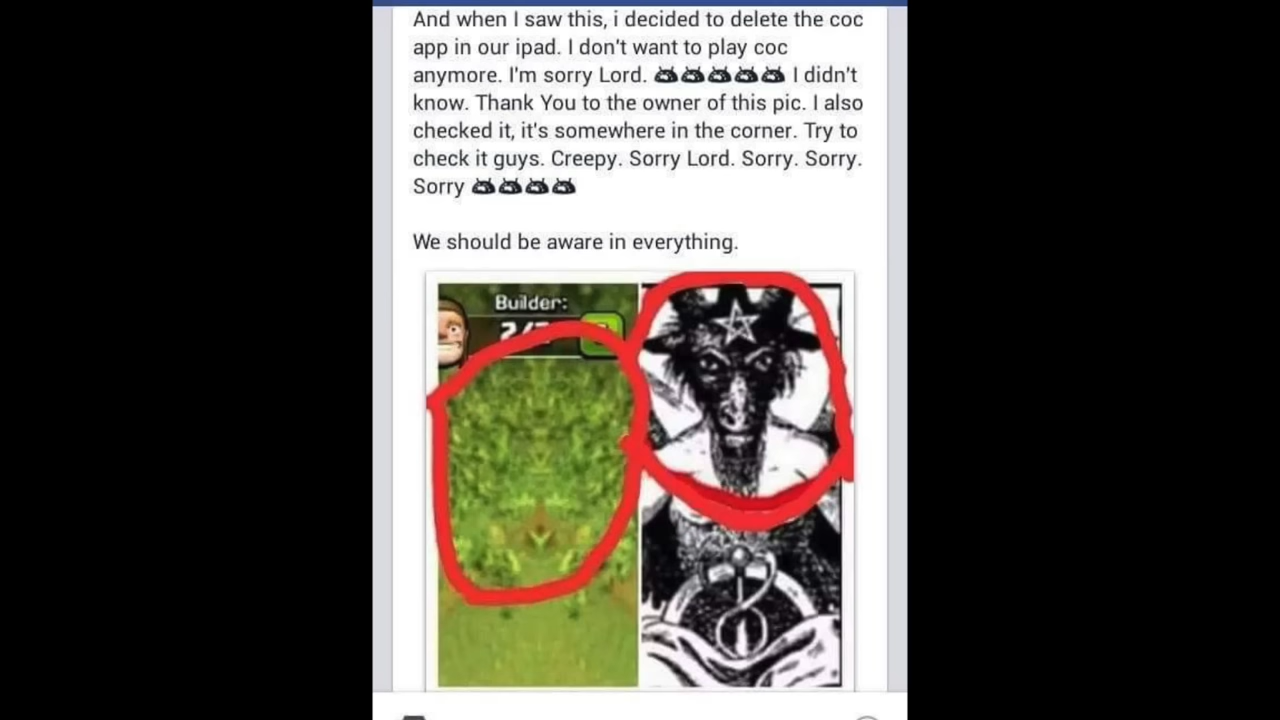 And when I saw this, i decided to delete the coc
app in our ipad. I don't want to play coc
anymore. I'm sorry Lord. I didn't
know. Thank You to the owner of this pic. I also
checked it, it's somewhere in the corner. Try to
check it guys. Creepy. Sorry Lord. Sorry. Sorry.
Sorry
We should be aware in everything.
Builder:
2/